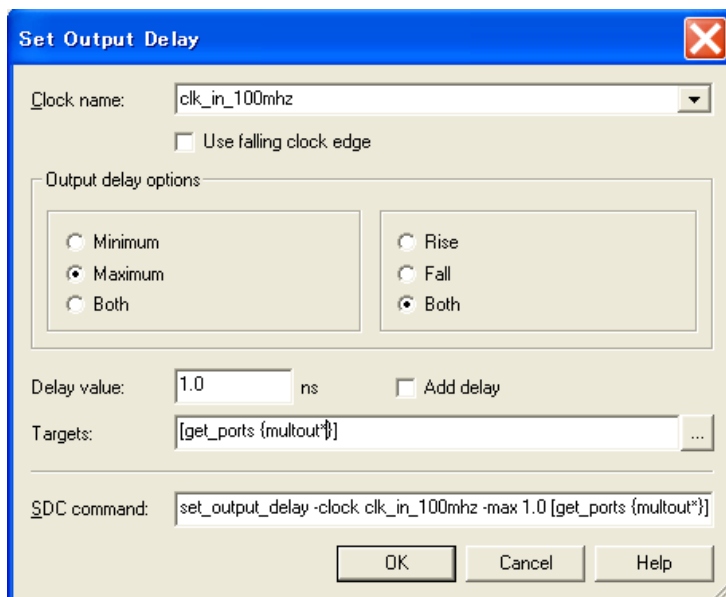 Set Output Delay
Clock name:
clk_in_100mhz
Use falling clock edge
Output delay options
Minimum
Maximum
Both
Rise
Fall
Both
Delay value:
1.0
ns
Add delay
Targets:
[get_ports {multout*}]
...
SDC command:
set_output_delay -clock clk_in_100mhz -max 1.0 [get_ports {multout*}]
OK
Cancel
Help